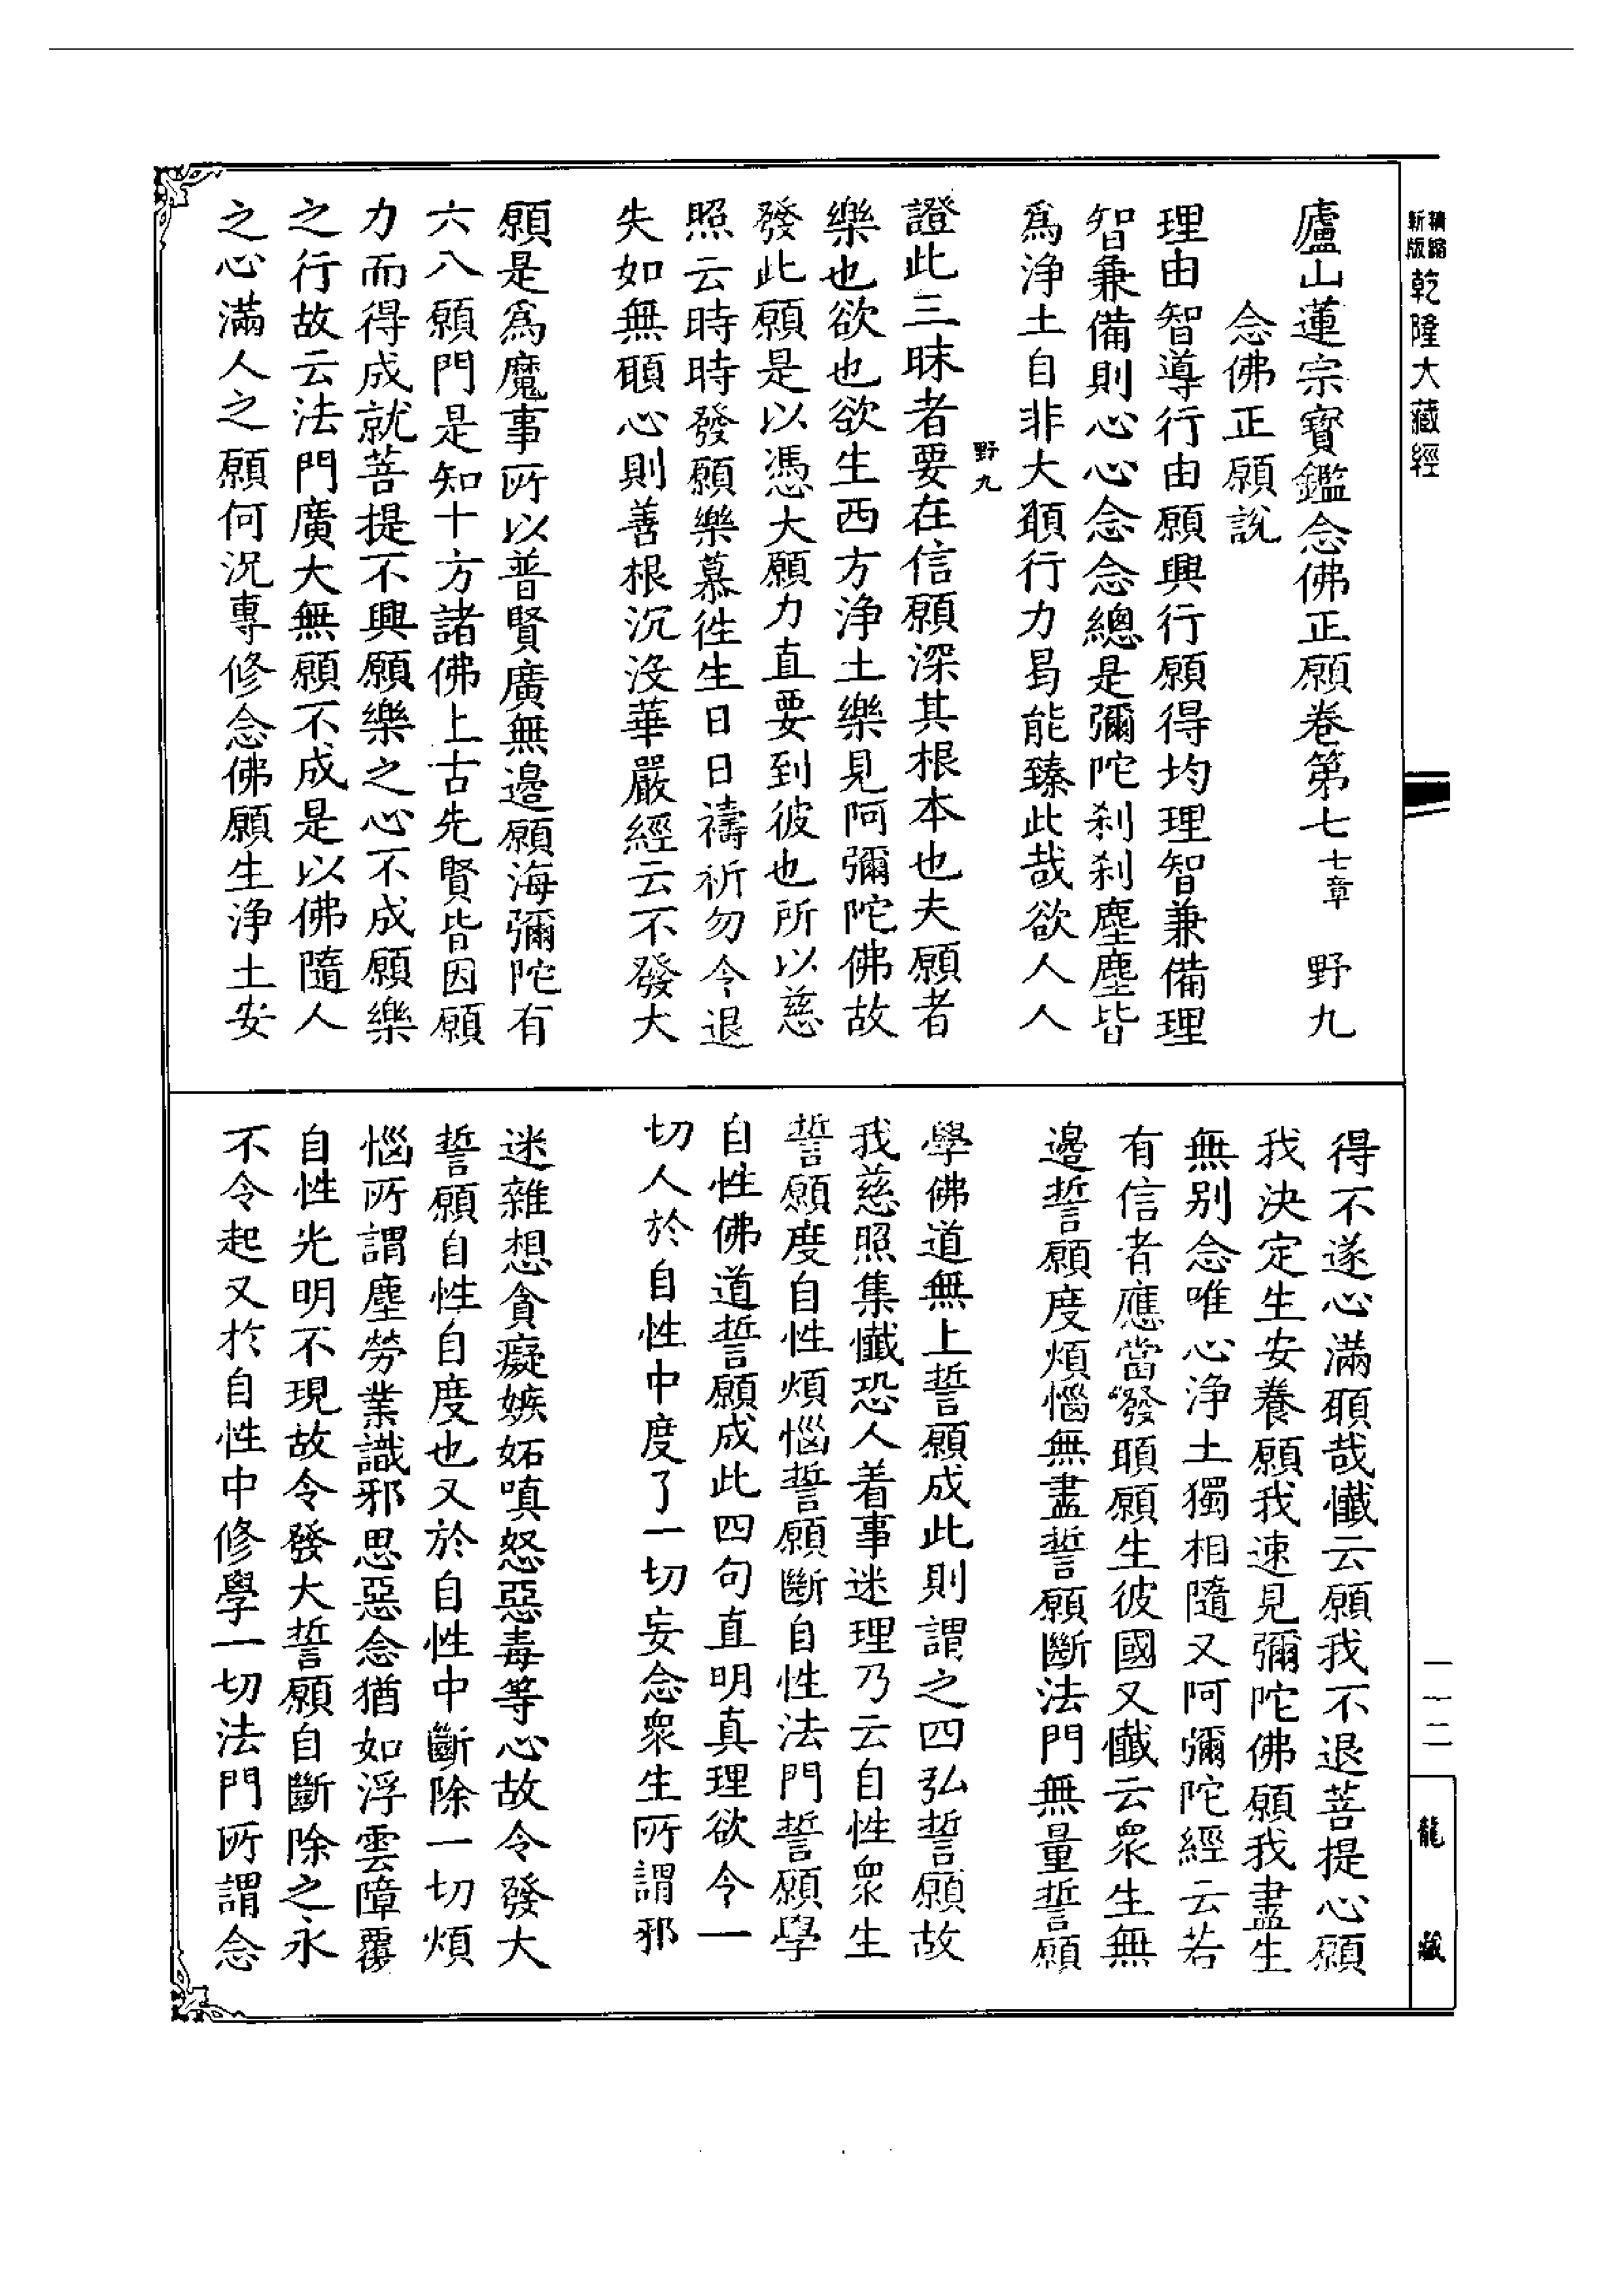 新版精縮乾隆大藏經
廬山蓮宗寳鑑念佛正願卷第七 七章 野九
念佛正願說
理由智導行由願興行願得均理智兼備理
智兼備則心心念念總是彌陀刹刹塵塵皆
爲淨土自非大願行力曷能臻此哉欲人人
野九
證此三昧者要在信願深其根本也夫願者
樂也欲也欲生西方淨土樂見阿彌陀佛故
發此願是以憑大願力直要到彼也所以慈
照云時時發願樂慕徃生日日禱祈勿令退
失如無願心則善根沉沒華嚴經云不發大
願是爲魔事所以普賢廣無邊願海彌陀有
六八願門是知十方諸佛上古先賢皆因願
力而得成就菩提不興願樂之心不成願樂
之行故云法門廣大無願不成是以佛隨人
之心滿人之願何況專修念佛願生淨土安
得不遂心滿願哉懺云願我不退菩提心願
我決定生安養願我速見彌陀佛願我盡生
無別念唯心淨土獨相隨又阿彌陀經云若
有信者應當發願願生彼國又懺云衆生無
邊誓願度煩惱無盡誓願斷法門無量誓願
學佛道無上誓願成此則謂之四弘誓願故
我慈照集懺恐人着事迷理乃云自性衆生
誓願度自性煩惱誓願斷自性法門誓願學
自性佛道誓願成此四句直明真理欲令一
切人於自性中度了一切妄念衆生所謂邪
迷雜想貪癡嫉妬嗔怒惡毒等心故令發大
誓願自性自度也又於自性中斷除一切煩
惱所謂塵勞業識邪思惡念猶如浮雲障覆
自性光明不現故令發大誓願自斷除之永
不令起又於自性中修學一切法門所謂念
一一二
龍藏